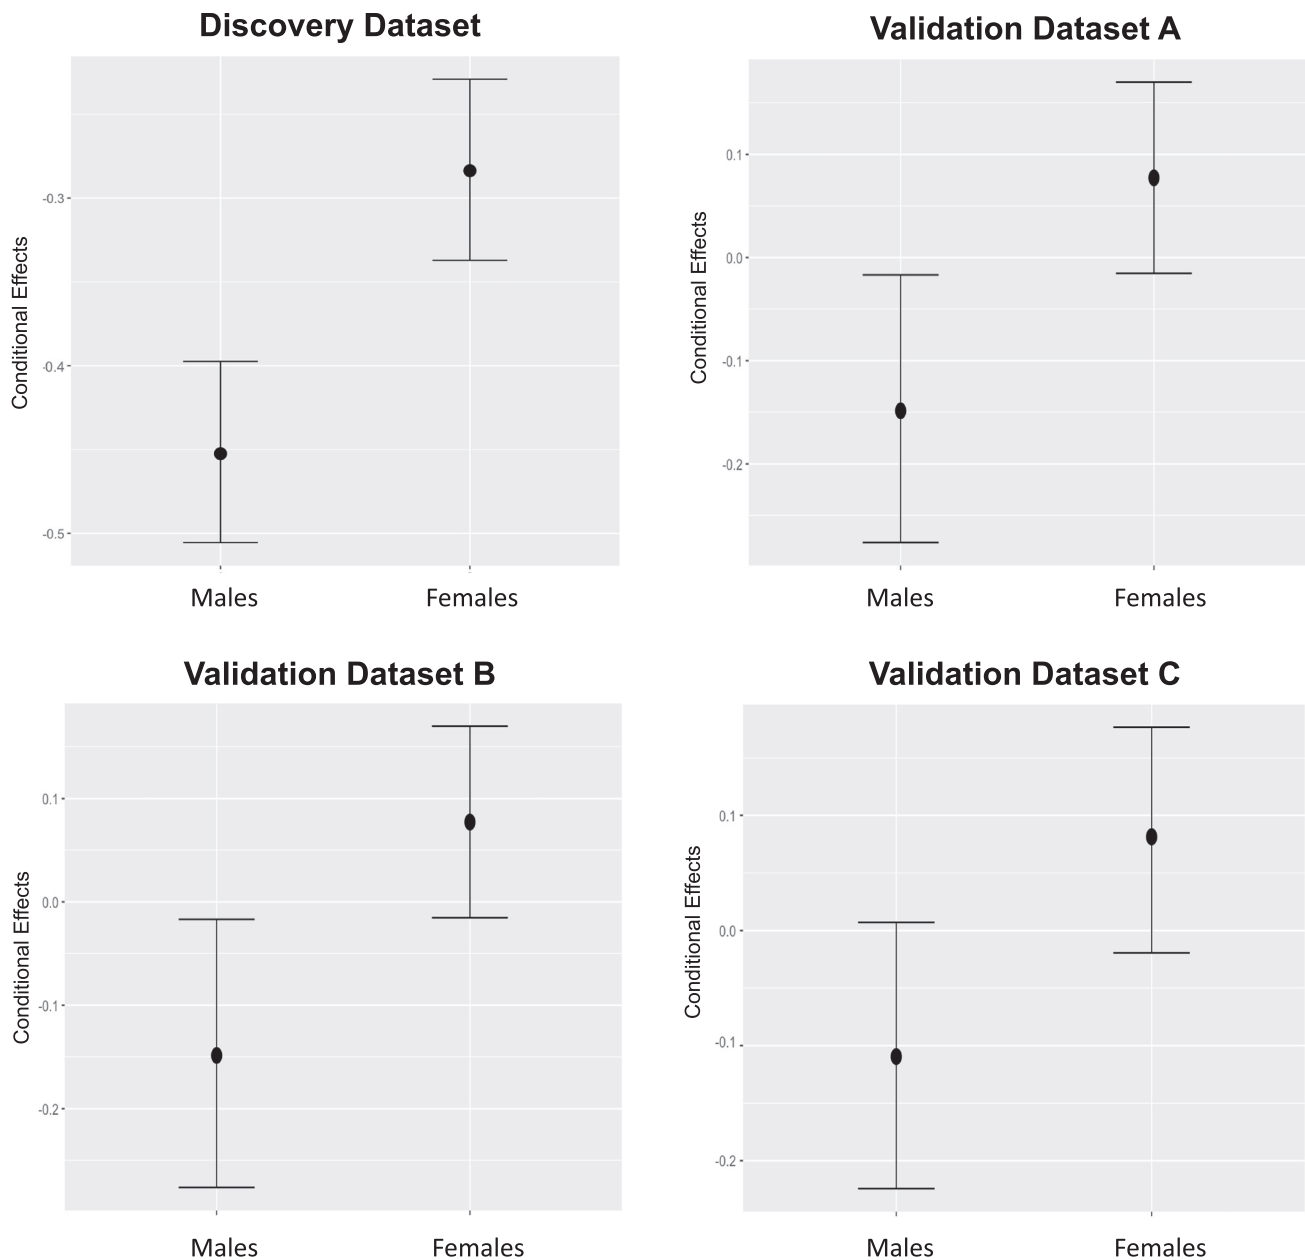 Discovery Dataset
Conditional Effects
-0.3
-0.4
-0.5
Males Females
Validation Dataset A
Conditional Effects
0.1
0.0
-0.1
-0.2
Males Females
Validation Dataset B
Conditional Effects
0.1
0.0
-0.1
-0.2
Males Females
Validation Dataset C
Conditional Effects
0.1
0.0
-0.1
-0.2
Males Females